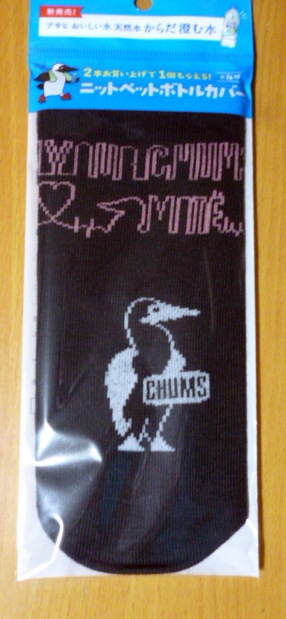 新発売!
アサヒ おいしい水 天然水 からだ澄む水
2本お買い上げで1個もらえる!
ニットペットボトルカバー
CHUMS